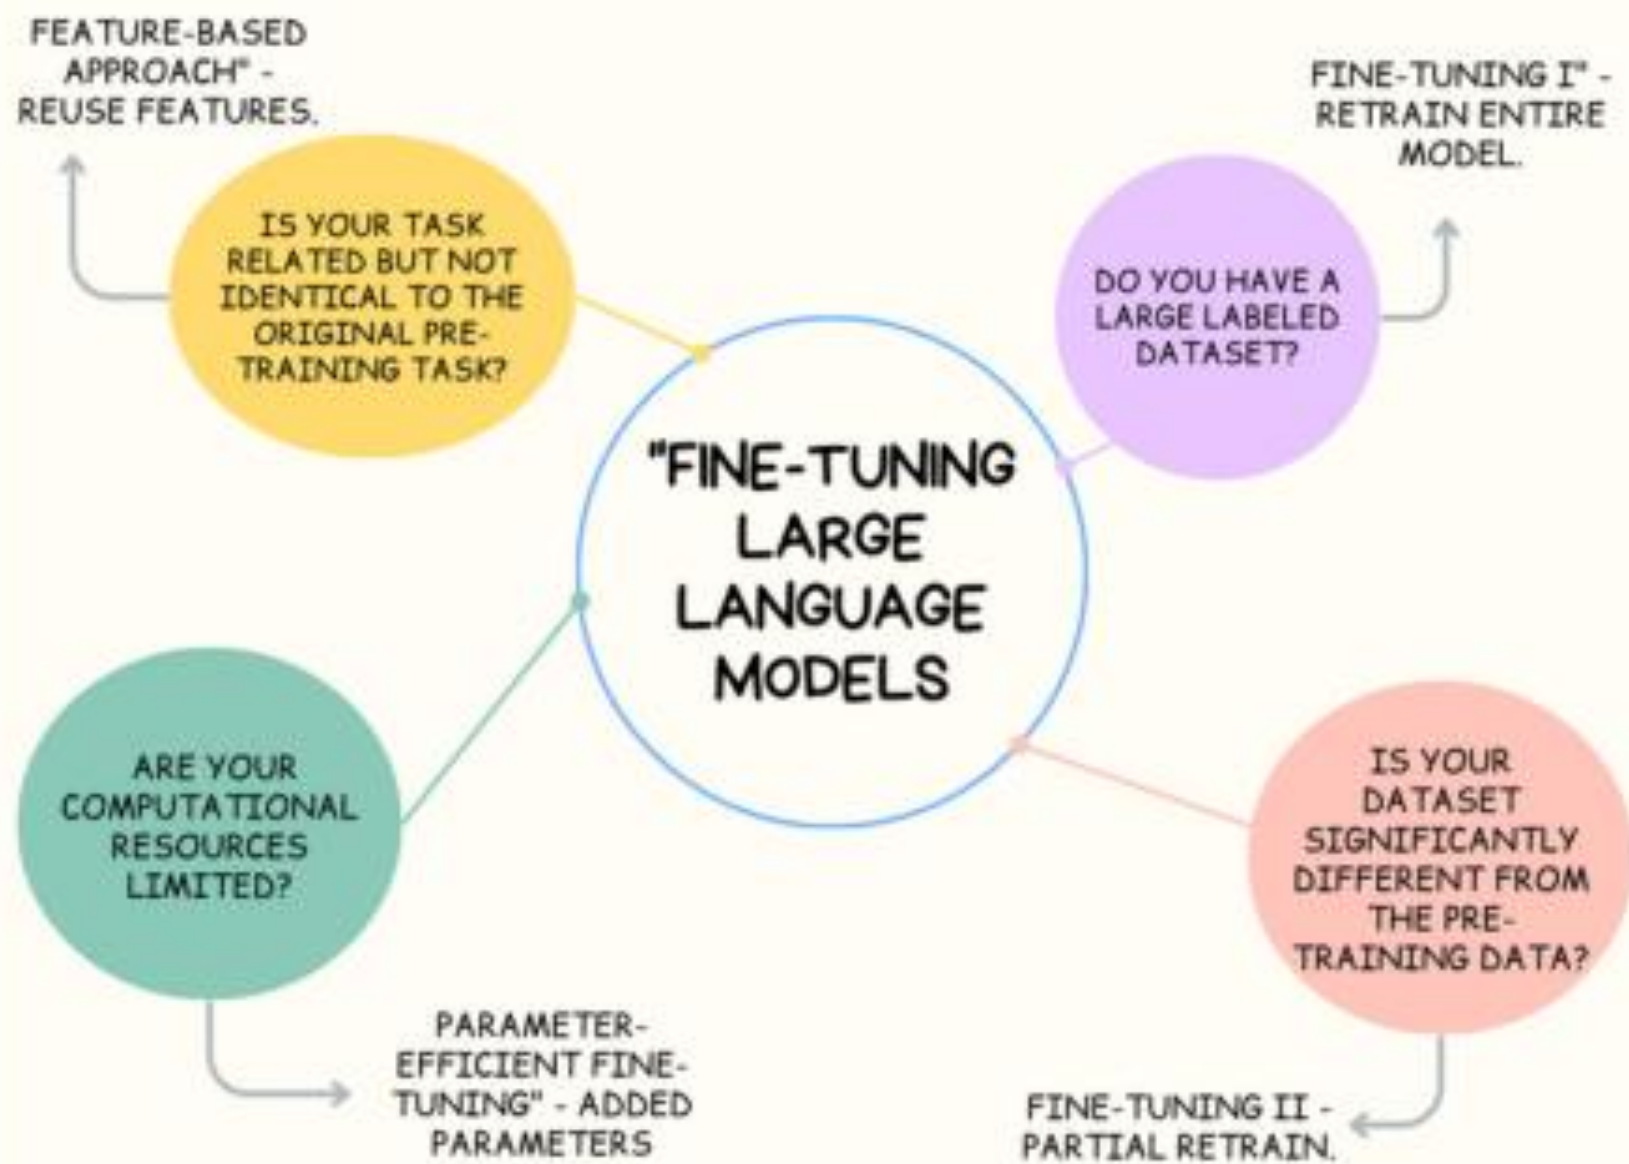 FEATURE-BASED
APPROACH" -
REUSE FEATURES.
IS YOUR TASK
RELATED BUT NOT
IDENTICAL TO THE
ORIGINAL PRE-
TRAINING TASK?
FINE-TUNING I" -
RETRAIN ENTIRE
MODEL.
DO YOU HAVE A
LARGE LABELED
DATASET?
"FINE-TUNING
LARGE
LANGUAGE
MODELS
ARE YOUR
COMPUTATIONAL
RESOURCES
LIMITED?
PARAMETER-
EFFICIENT FINE-
TUNING" - ADDED
PARAMETERS
IS YOUR
DATASET
SIGNIFICANTLY
DIFFERENT FROM
THE PRE-
TRAINING DATA?
FINE-TUNING II -
PARTIAL RETRAIN.